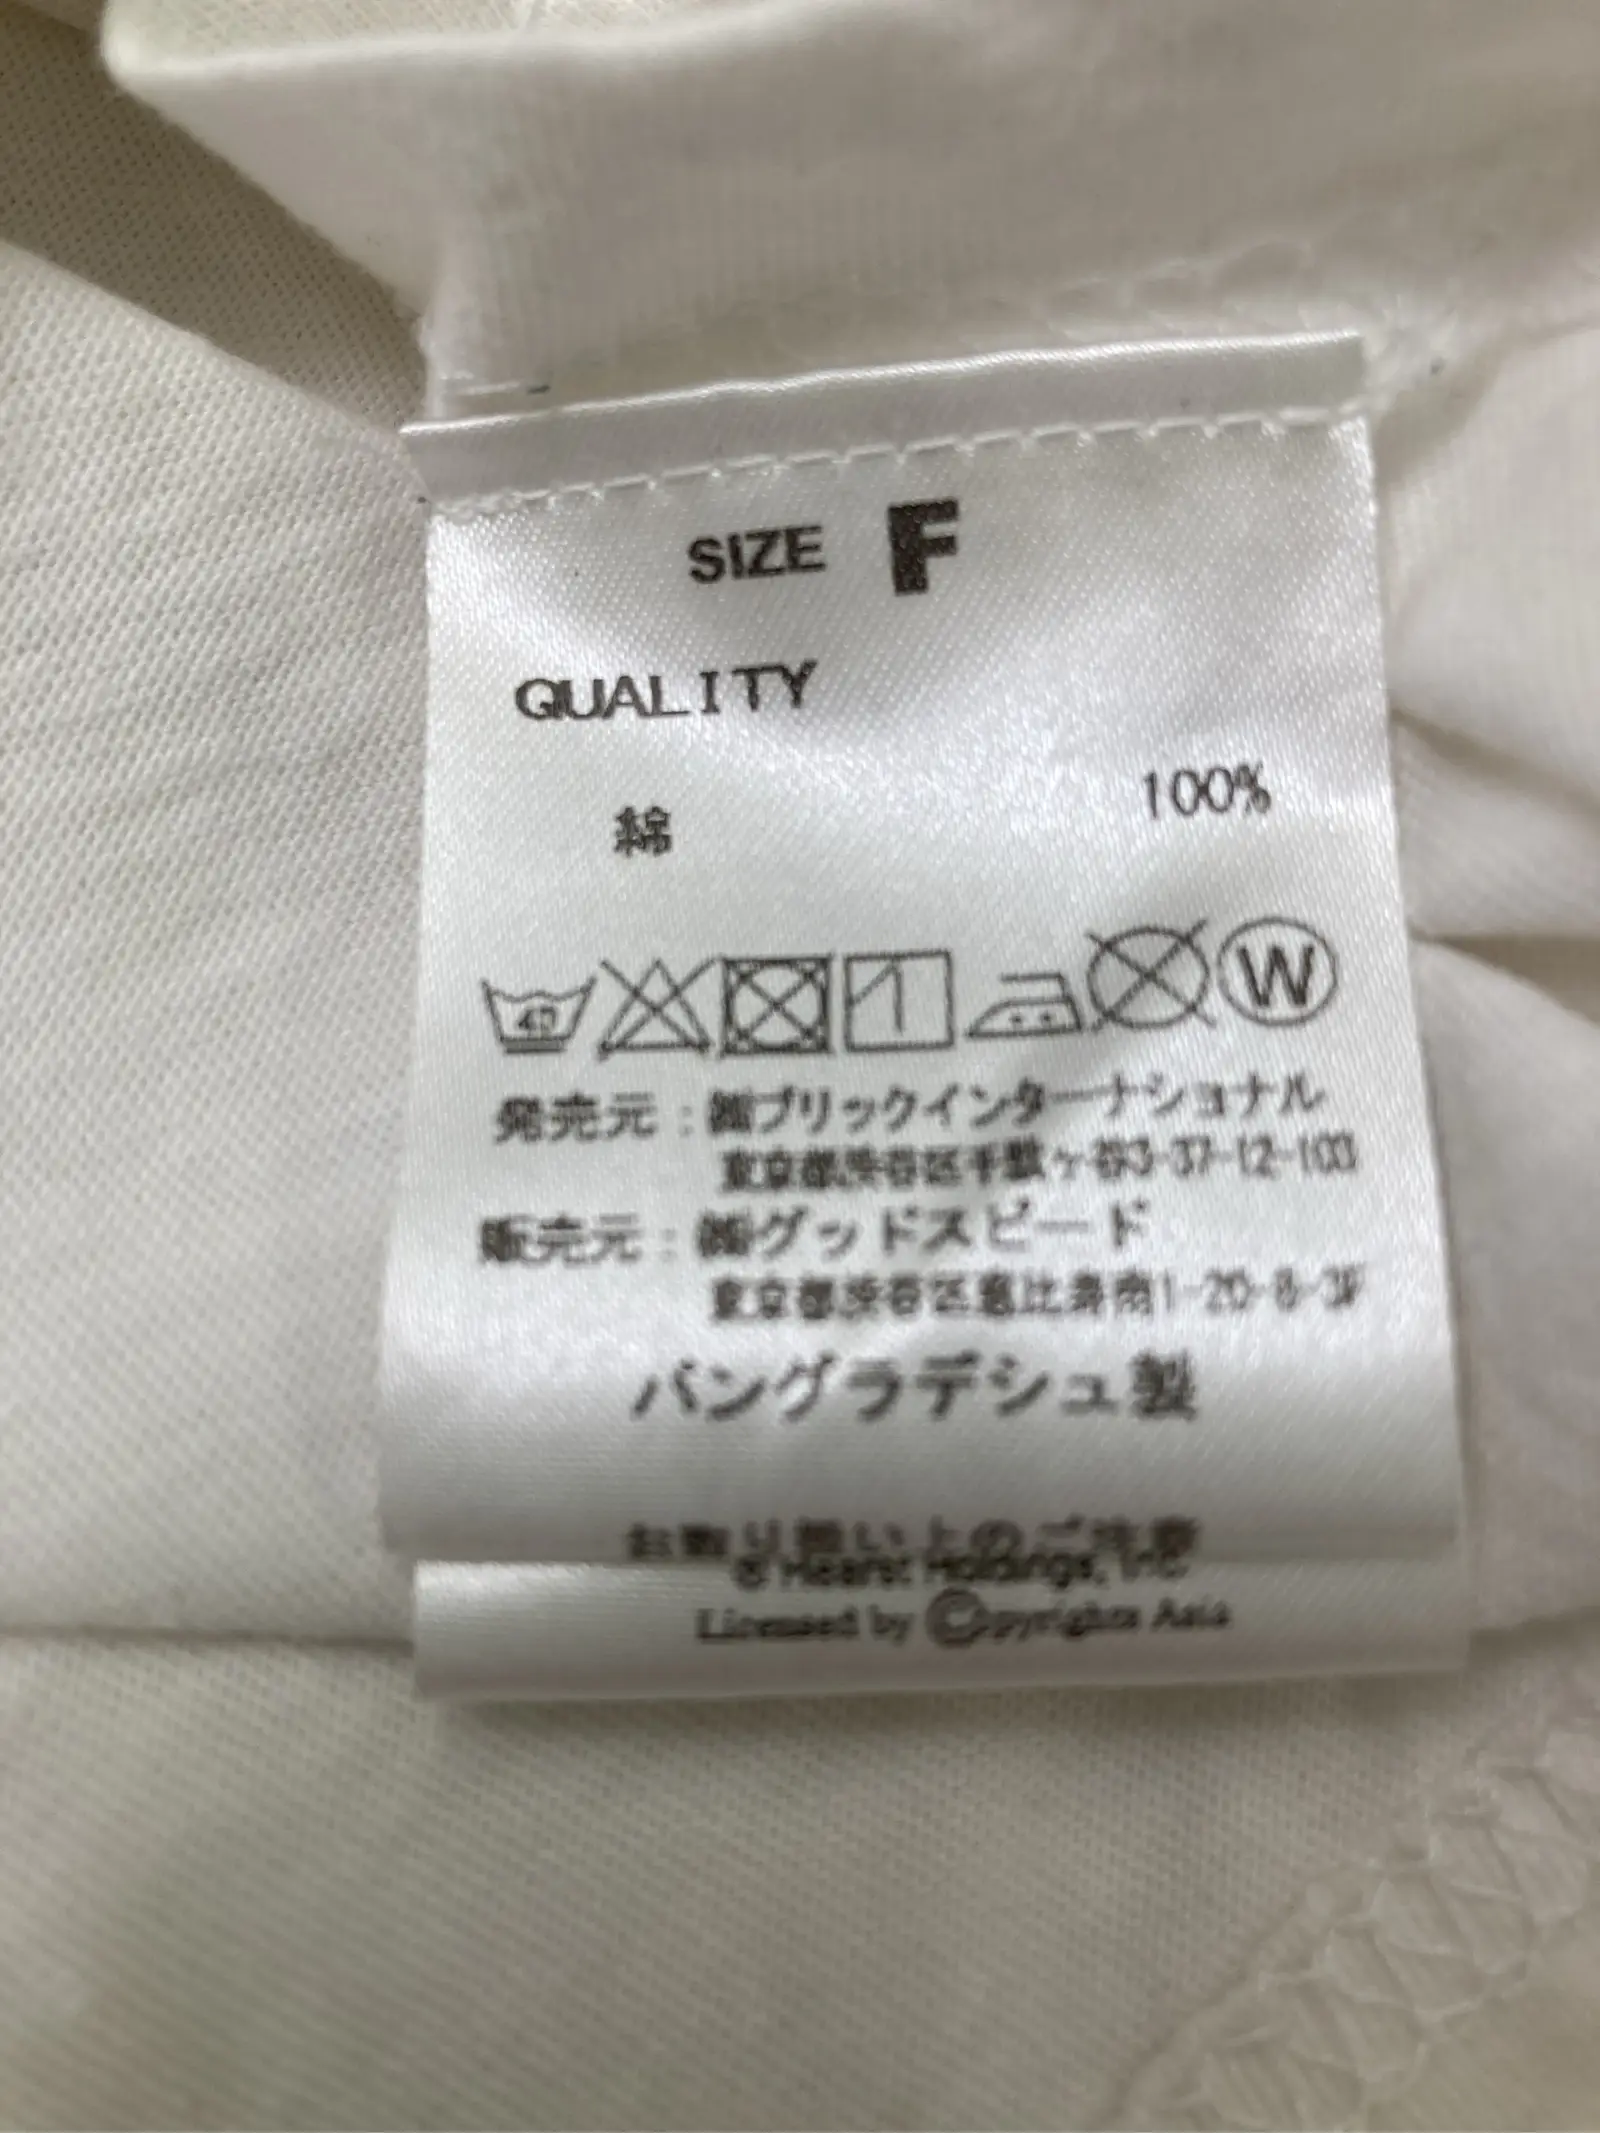 SIZE F
QUALITY
綿 100%
40 W
発売元：㈱ブリックインターナショナル
東京都渋谷区千駄ヶ谷3-37-12-103
販売元：㈱グッドスピード
東京都渋谷区恵比寿南1-20-8-3F
バングラデシュ製
お取り扱い上のご注意
© Hearst Holdings, Inc
Licensed by Copyrights Asia